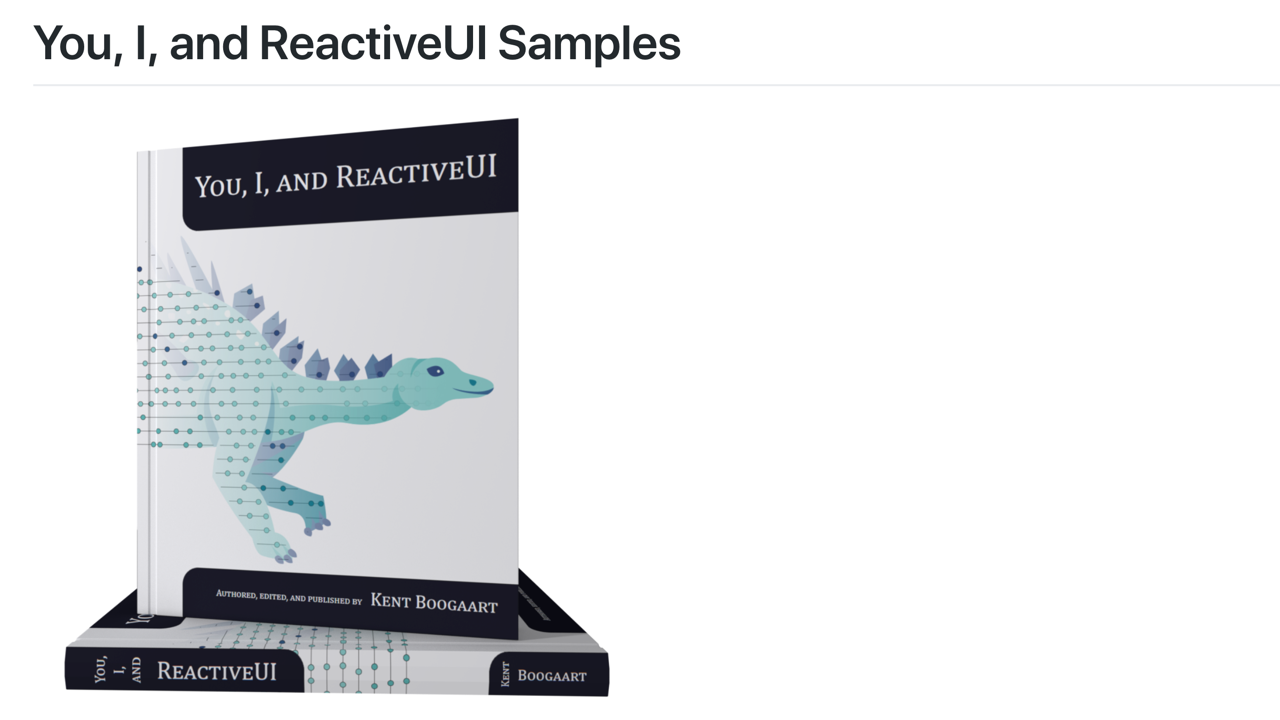 You, I, and ReactiveUI Samples
You, I, and ReactiveUI
Authored, edited, and published by Kent Boogaart
Yo
You, I, and ReactiveUI
Kent Boogaart